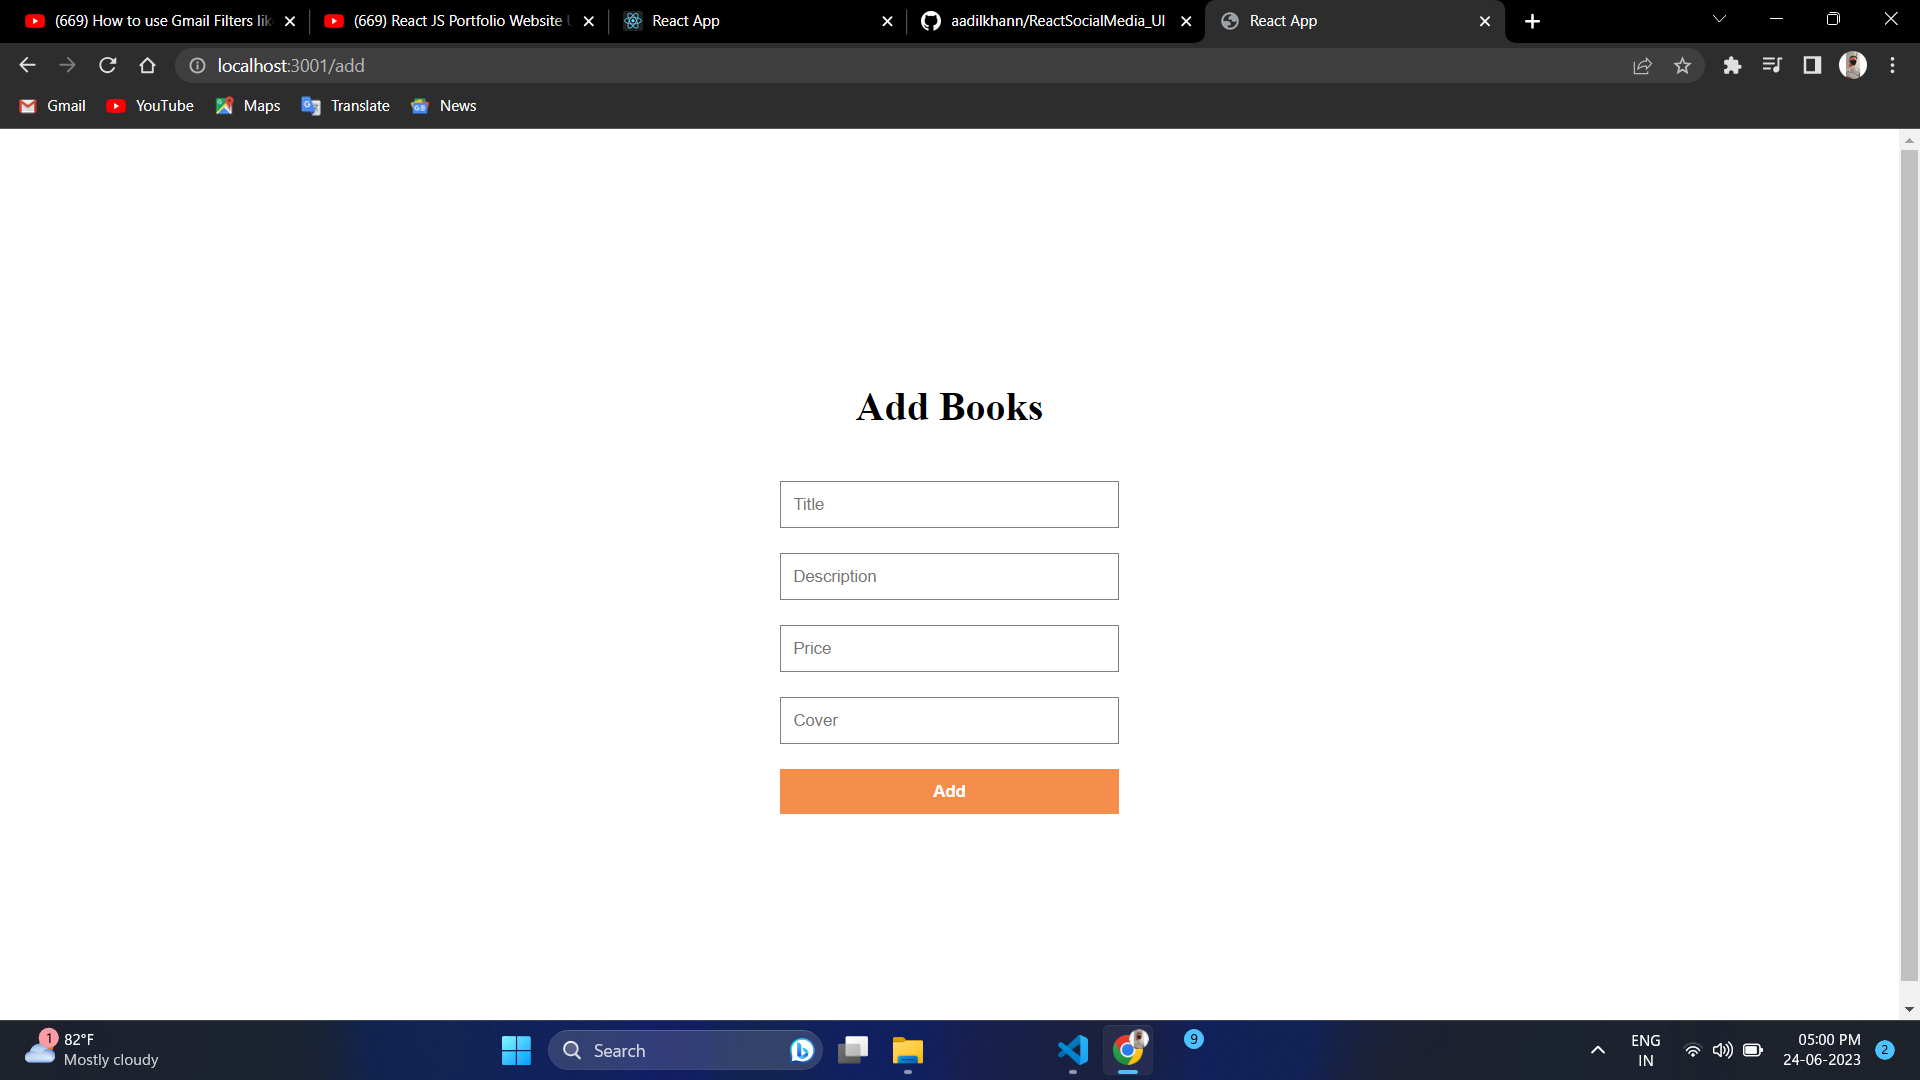 (669) How to use Gmail Filters lik
(669) React JS Portfolio Website U
React App
aadilkhann/ReactSocialMedia_UI
React App
localhost:3001/add
Gmail
YouTube
Maps
Translate
News
Add Books
Title
Description
Price
Cover
Add
1
82°F
Mostly cloudy
Search
9
ENG
IN
05:00 PM
24-06-2023
2